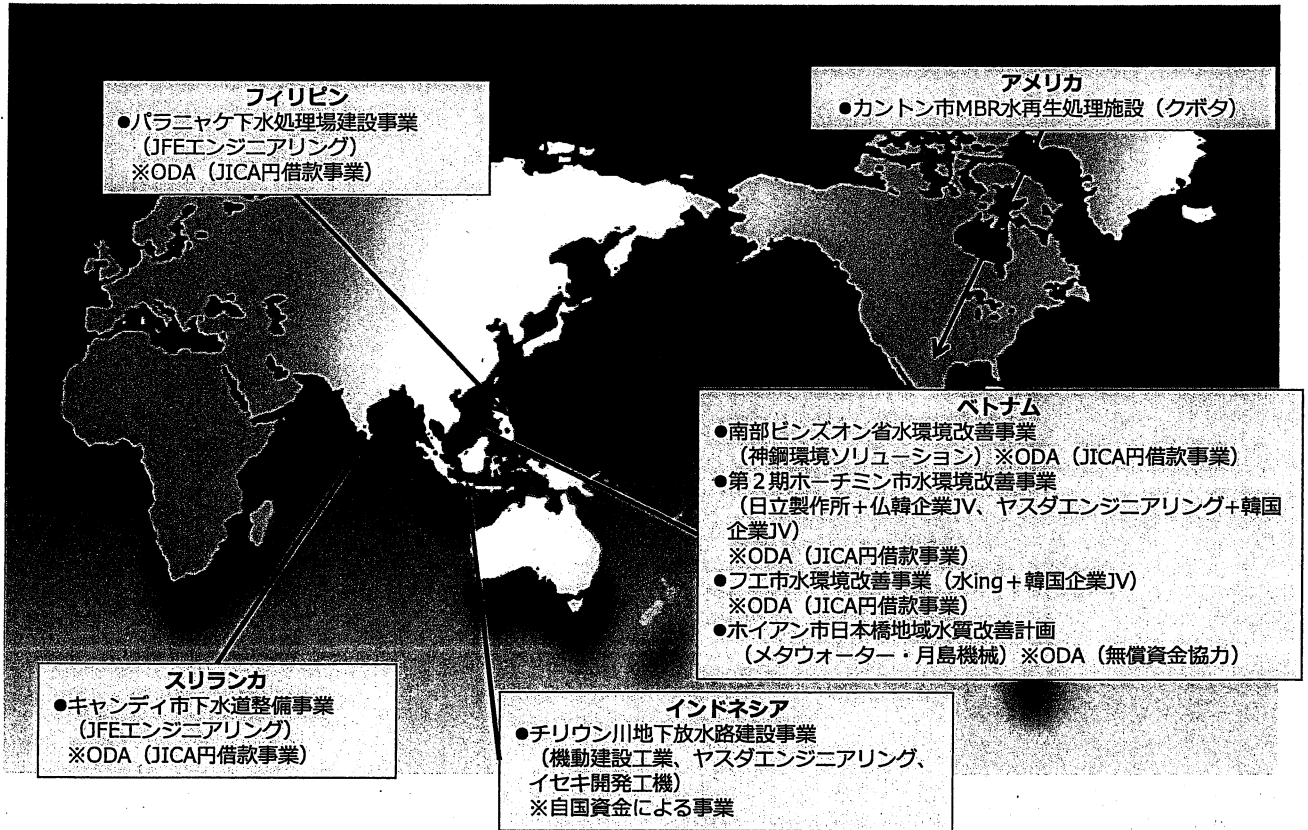 フィリピン
●パラニャケ下水処理場建設事業
（JFEエンジニアリング）
※ODA（JICA円借款事業）
アメリカ
●カントン市MBR水再生処理施設（クボタ）
ベトナム
●南部ビンズオン省水環境改善事業
（神鋼環境ソリューション）※ODA（JICA円借款事業）
●第２期ホーチミン市水環境改善事業
（日立製作所＋仏韓企業JV、ヤスダエンジニアリング+韓国
企業JV）
※ODA（JICA円借款事業）
●フエ市水環境改善事業（水ing＋韓国企業JV）
※ODA（JICA円借款事業）
●ホイアン市日本橋地域水質改善計画
（メタウォーター・月島機械）※ODA（無償資金協力）
スリランカ
●キャンディ市下水道整備事業
（JFEエンジニアリング）
※ODA（JICA円借款事業）
インドネシア
●チリウン川地下放水路建設事業
（機動建設工業、ヤスダエンジニアリング、
イセキ開発工機）
※自国資金による事業